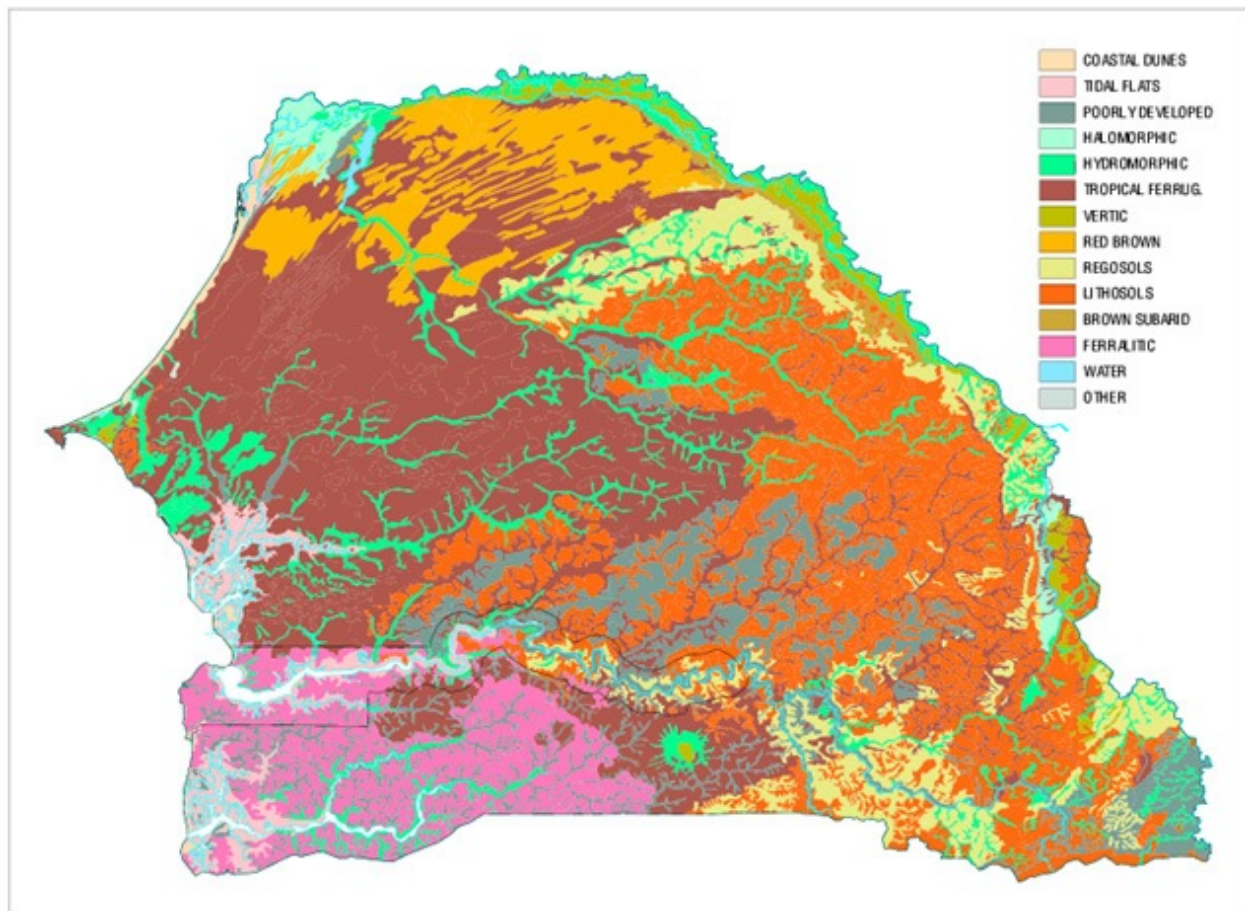 COASTAL DUNES
TIDAL FLATS
POORLY DEVELOPED
HALOMORPHIC
HYDROMORPHIC
TROPICAL FERRUG.
VERTIC
RED BROWN
REGOSOLS
LITHOSOLS
BROWN SUBARID
FERRALITIC
WATER
OTHER